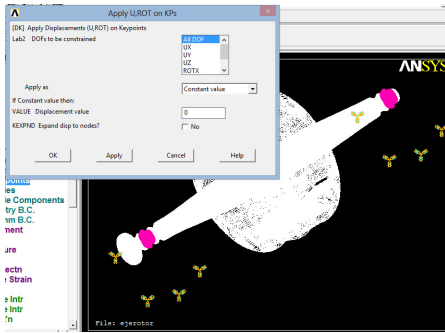 Apply U,ROT on KPs
[DK] Apply Displacements (U,ROT) on Keypoints
Lab2 DOFs to be constrained
All DOF
UX
UY
UZ
ROTX
Apply as
Constant value
If Constant value then:
VALUE Displacement value
0
KEXPND Expand disp to nodes?
No
OK
Apply
Cancel
Help
ANSYS
e Components
try B.C.
ment
ure
ectn
e Strain
e Intr
e Intr
File: ejerotor